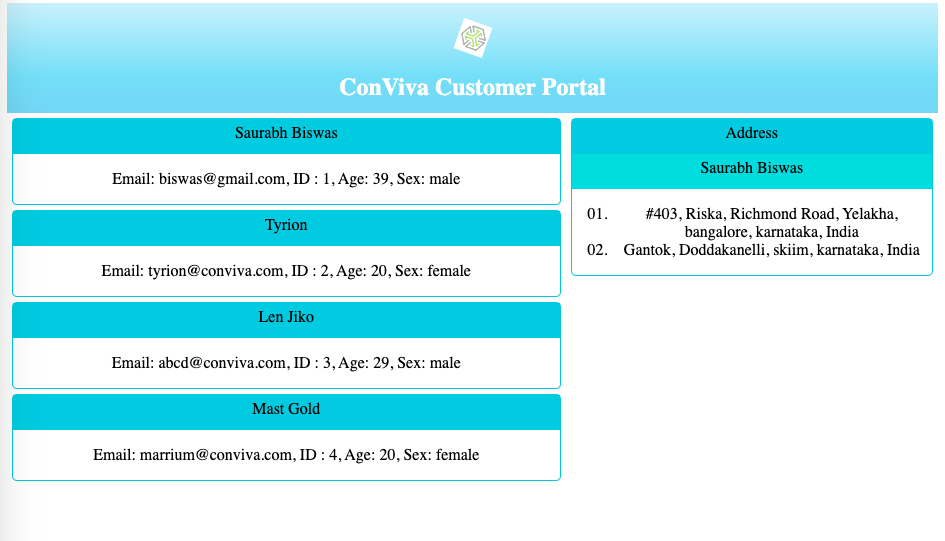 ConViva Customer Portal
Saurabh Biswas
Email: biswas@gmail.com, ID : 1, Age: 39, Sex: male
Tyrion
Email: tyrion@conviva.com, ID : 2, Age: 20, Sex: female
Len Jiko
Email: abcd@conviva.com, ID : 3, Age: 29, Sex: male
Mast Gold
Email: marrium@conviva.com, ID : 4, Age: 20, Sex: female
Address
Saurabh Biswas
01. #403, Riska, Richmond Road, Yelakha,
bangalore, karnataka, India
02. Gantok, Doddakanelli, skiim, karnataka, India